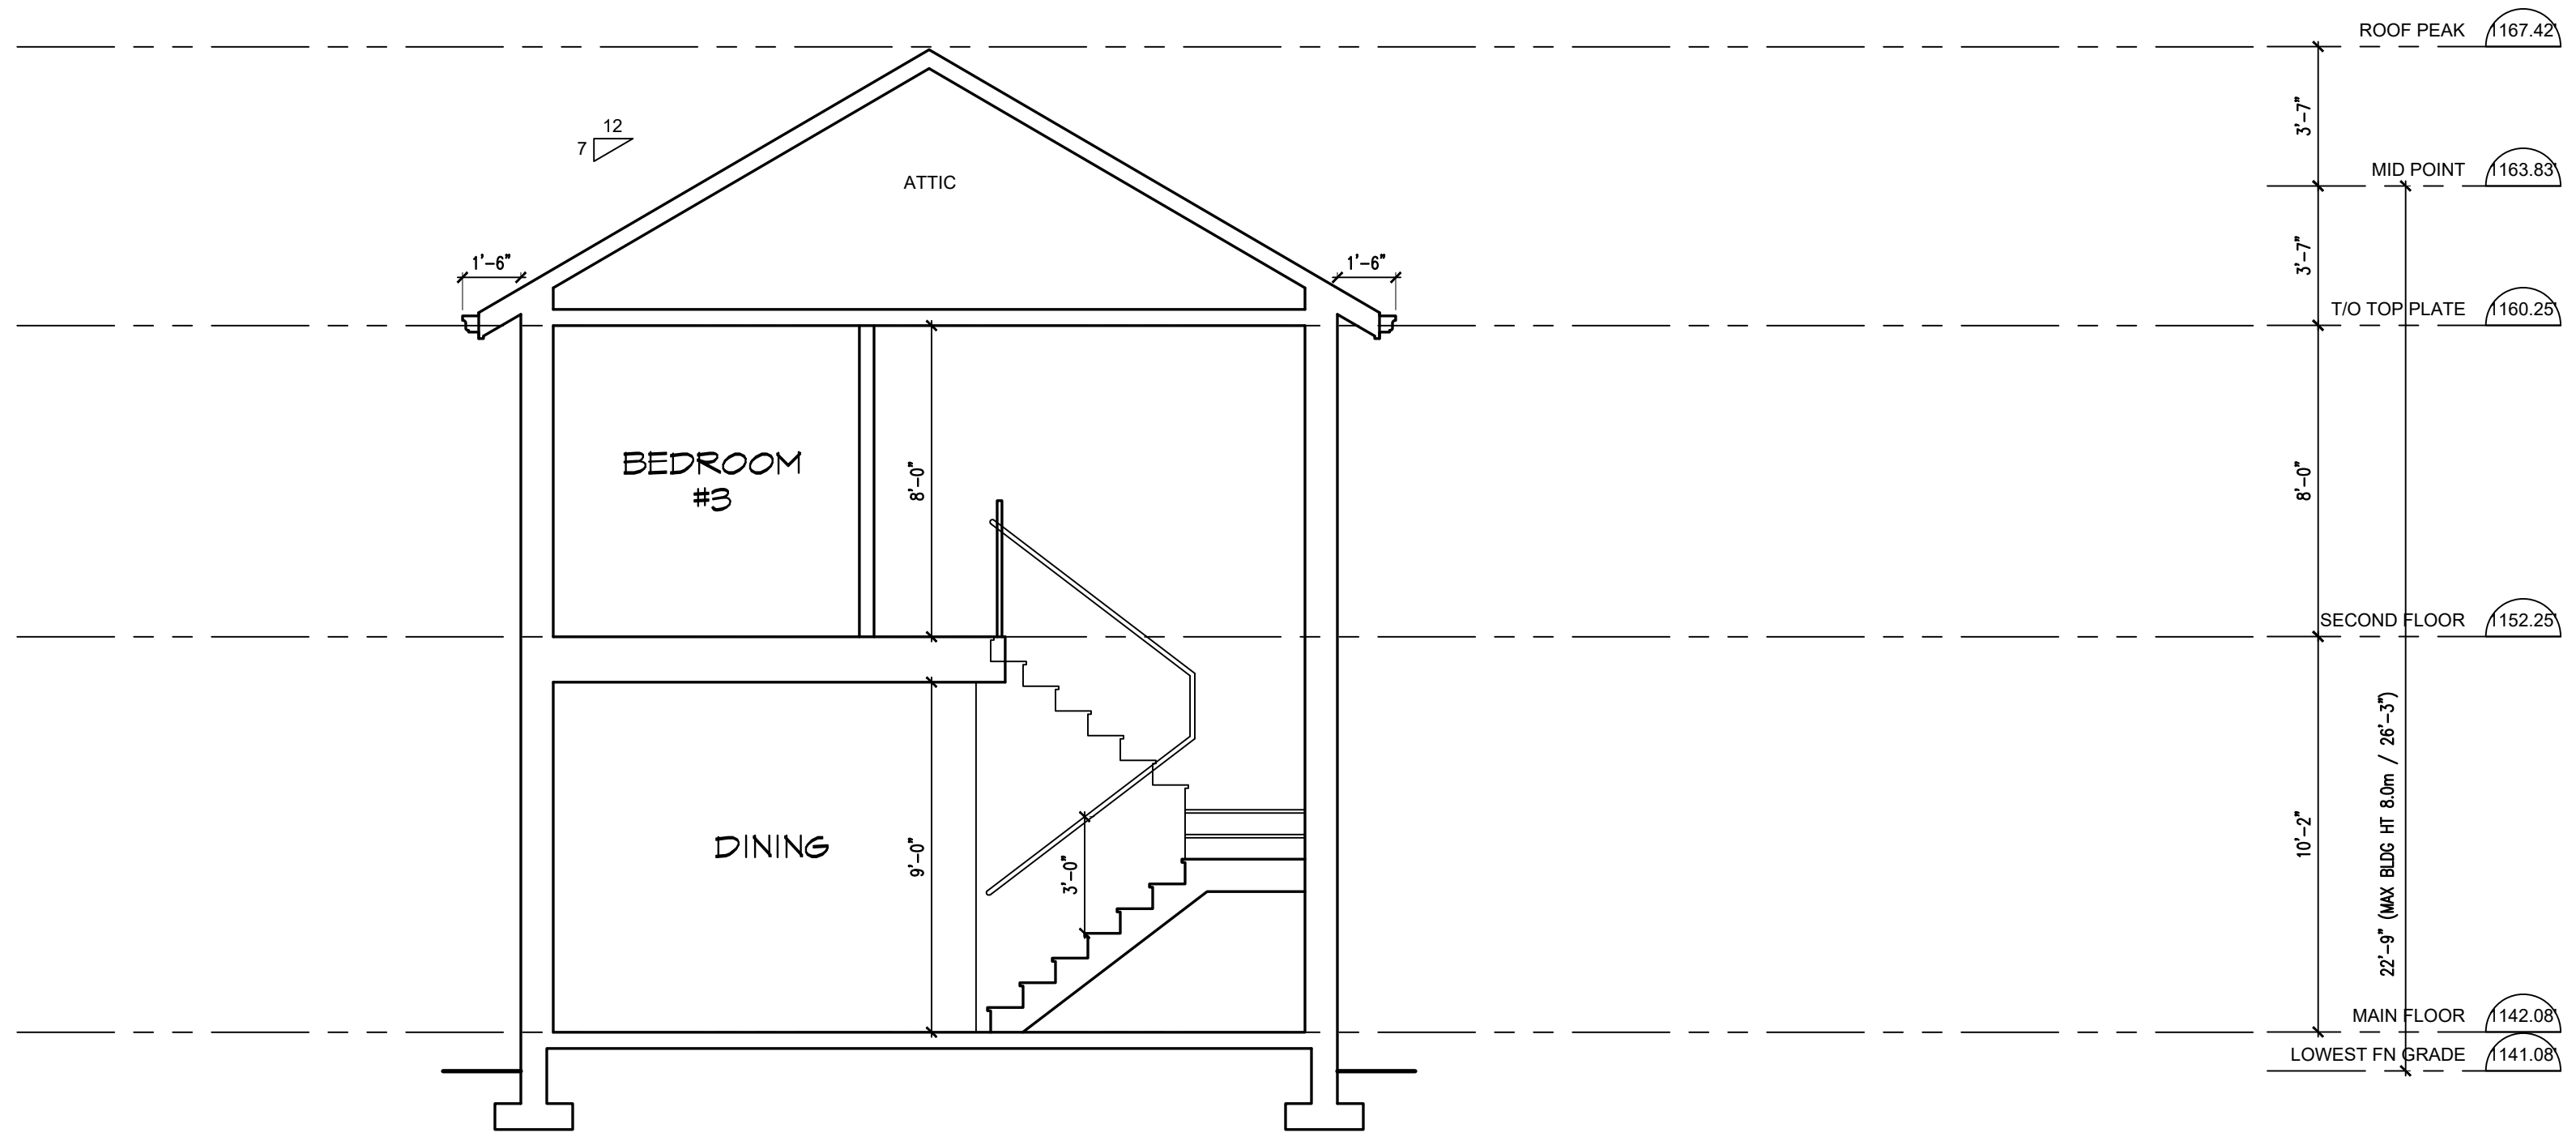 ROOF PEAK 1167.42'
12
7
3'-7"
ATTIC
MID POINT 1163.83'
1'-6"
1'-6"
3'-7"
T/O TOP PLATE 1160.25'
BEDROOM
#3
8'-0"
8'-0"
SECOND FLOOR 1152.25'
DINING
9'-0"
3'-0"
10'-2"
22'-9" (MAX BLDG HT 8.0m / 26'-3")
MAIN FLOOR 1142.08'
LOWEST FN GRADE 1141.08'